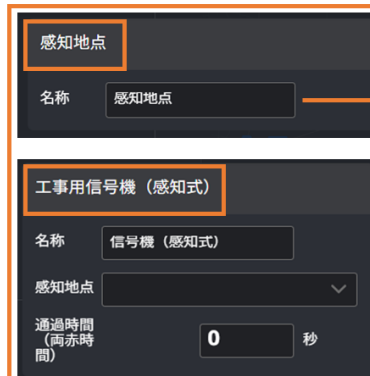 感知地点
名称 感知地点
工事用信号機（感知式）
名称 信号機（感知式）
感知地点
通過時間
（両赤時
間）
0 秒